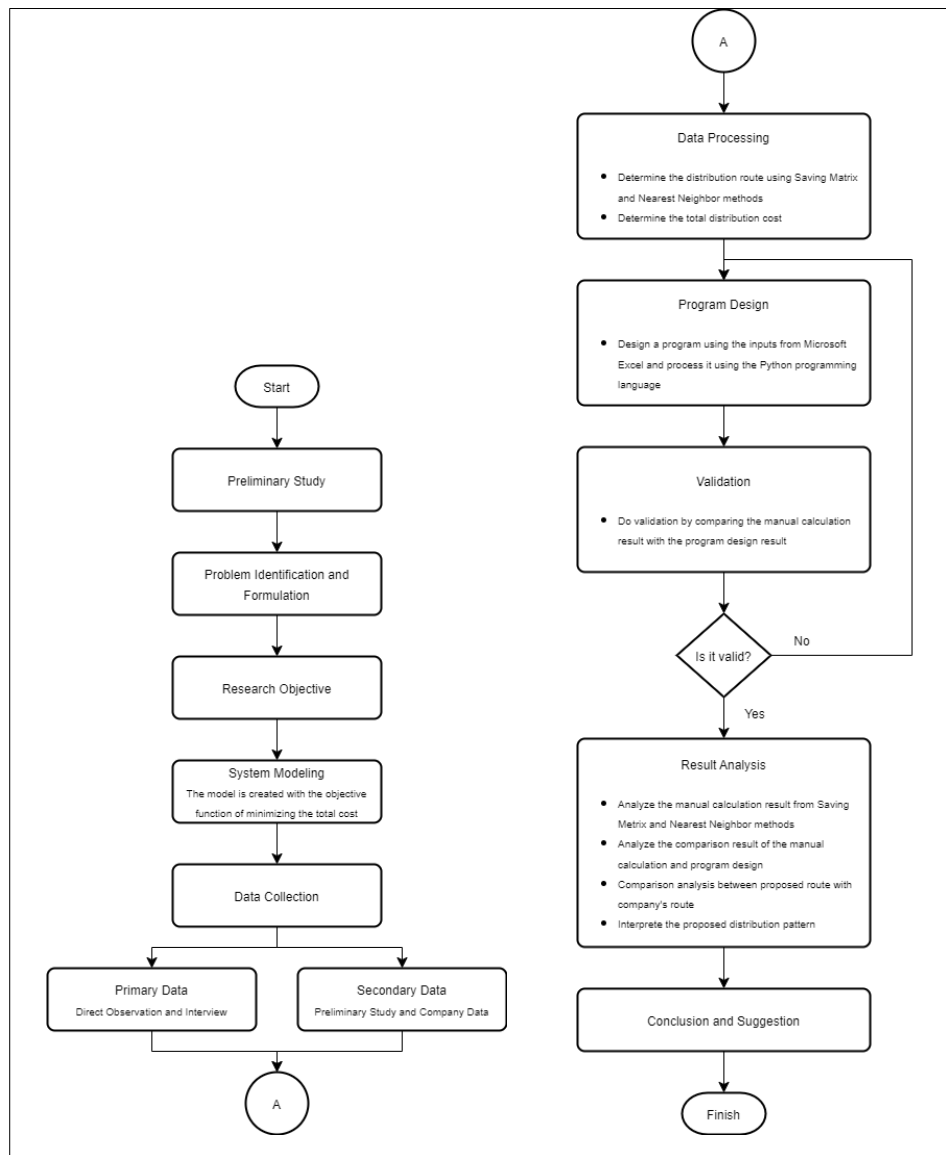 Start
Preliminary Study
Problem Identification and
Formulation
Research Objective
System Modeling
The model is created with the objective
function of minimizing the total cost
Data Collection
Primary Data
Direct Observation and Interview
Secondary Data
Preliminary Study and Company Data
A
A
Data Processing
• Determine the distribution route using Saving Matrix
and Nearest Neighbor methods
• Determine the total distribution cost
Program Design
• Design a program using the inputs from Microsoft
Excel and process it using the Python programming
language
Validation
• Do validation by comparing the manual calculation
result with the program design result
Is it valid?
No
Yes
Result Analysis
• Analyze the manual calculation result from Saving
Metrix and Nearest Neighbor methods
• Analyze the comparison result of the manual
calculation and program design
• Comparison analysis between proposed route with
company's route
• Interprete the proposed distribution pattern
Conclusion and Suggestion
Finish